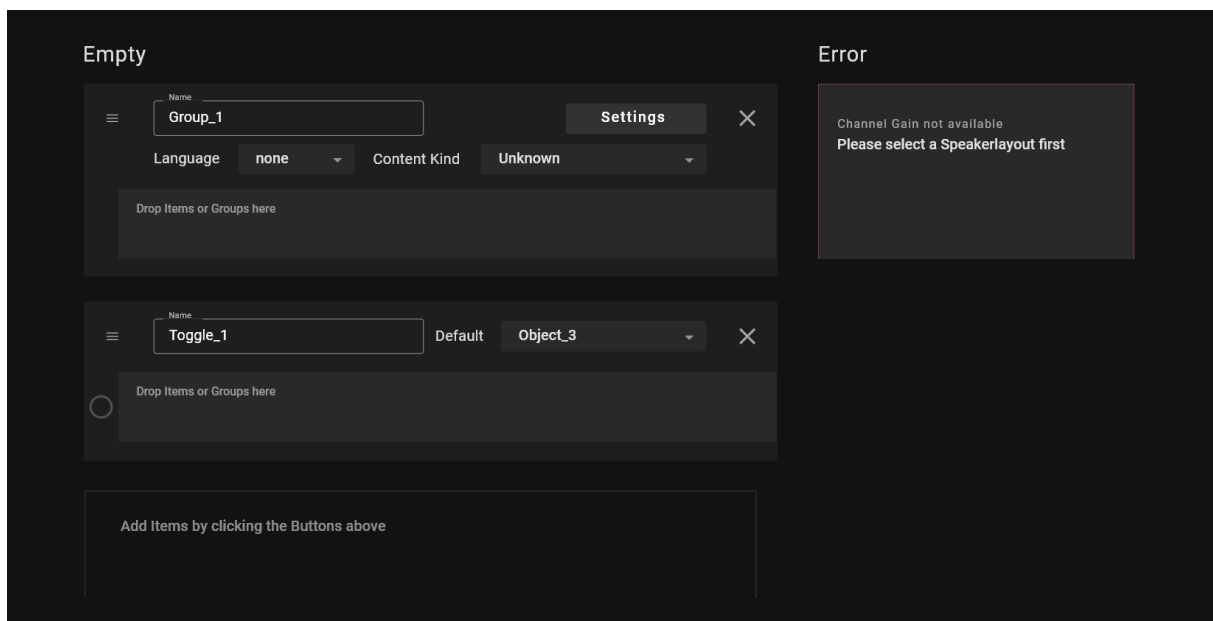 Empty
Name
Group_1
Settings
Language none Content Kind Unknown
Drop Items or Groups here
Name
Toggle_1
Default Object_3
Drop Items or Groups here
Add Items by clicking the Buttons above
Error
Channel Gain not available
Please select a Speakerlayout first